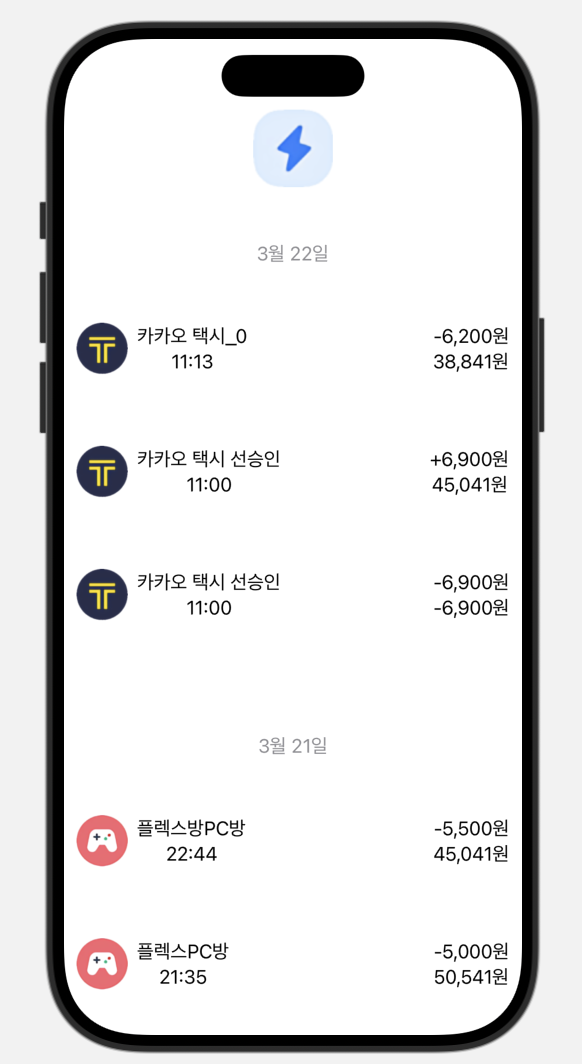 3월 22일
카카오 택시_0 -6,200원
11:13 38,841원
카카오 택시 선승인 +6,900원
11:00 45,041원
카카오 택시 선승인 -6,900원
11:00 -6,900원
3월 21일
플렉스방PC방 -5,500원
22:44 45,041원
플렉스PC방 -5,000원
21:35 50,541원